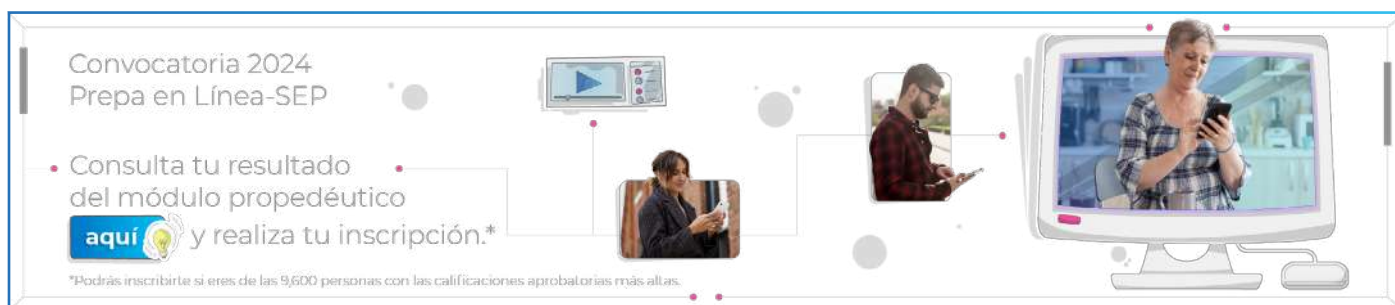 Convocatoria 2024
Prepa en Línea-SEP
Consulta tu resultado
del módulo propedéutico
aquí y realiza tu inscripción.*
*Podrás inscribirte si eres de las 9,600 personas con las calificaciones aprobatorias más altas.